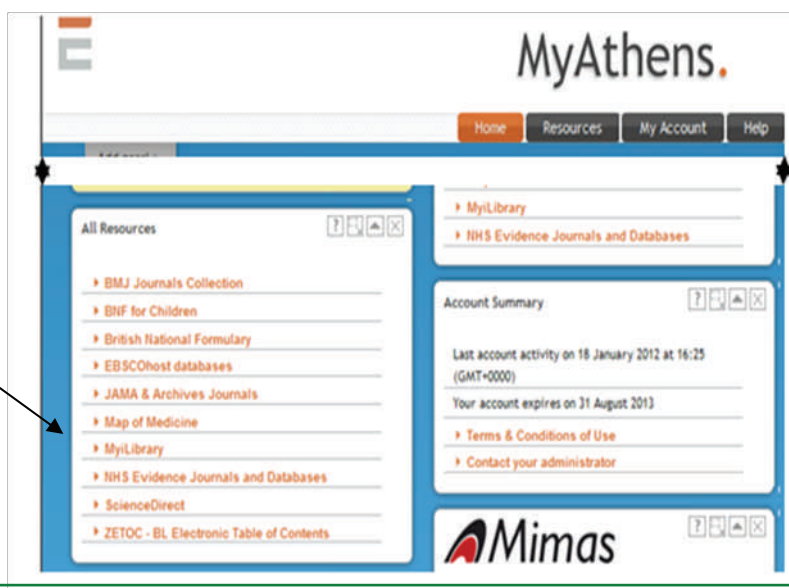 MyAthens.
Home Resources My Account Help
All Resources
BMJ Journals Collection
BNF for Children
British National Formulary
EBSCOhost databases
JAMA & Archives Journals
Map of Medicine
MyiLibrary
NHS Evidence Journals and Databases
ScienceDirect
ZETOC - BL Electronic Table of Contents
MyiLibrary
NHS Evidence Journals and Databases
Account Summary
Last account activity on 18 January 2012 at 16:25
(GMT+0000)
Your account expires on 31 August 2013
Terms & Conditions of Use
Contact your administrator
Mimas